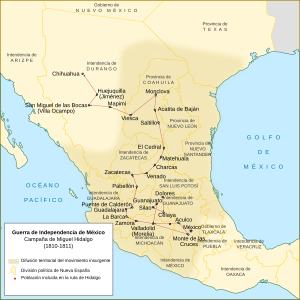 Gobierno de
NUEVO MÉXICO
Provincia de
TEXAS
Intendencia de
ARIZPE
Intendencia de
DURANGO
Chihuahua
Provincia de
COAHUILA
Huajuquilla
(Jiménez)
Monclova
San Miguel de las Bocas
(Villa Ocampo)
Mapimí
Acatita de Baján
Viesca
Saltillo
Provincia de
NUEVO LEÓN
GOLFO
DE
MÉXICO
El Cedral
Provincia de
NUEVO
SANTANDER
Intendencia de
ZACATECAS
Matehuala
Charcas
Zacatecas
Venado
Intendencia de
SAN LUIS POTOSÍ
Pabellón
OCÉANO
PACÍFICO
Intendencia de
GUADALAJARA
Dolores
Guanajuato
Intendencia de
GUANAJUATO
Puente de Calderón
Guadalajara
Silao
Celaya
La Barca
Zamora
Acuico
Valladolid
(Morelia)
México
Monte de las
Cruces
Gobierno de
TLAXCALA
Intendencia de
MICHOACÁN
Intendencia de
PUEBLA
Intendencia de
VERACRUZ
Intendencia de
MÉXICO
Intendencia de
OAXACA
Guerra de Independencia de México
Campaña de Miguel Hidalgo
(1810-1811)
Difusión territorial del movimiento insurgente
División política de Nueva España
Población incluida en la ruta de Hidalgo